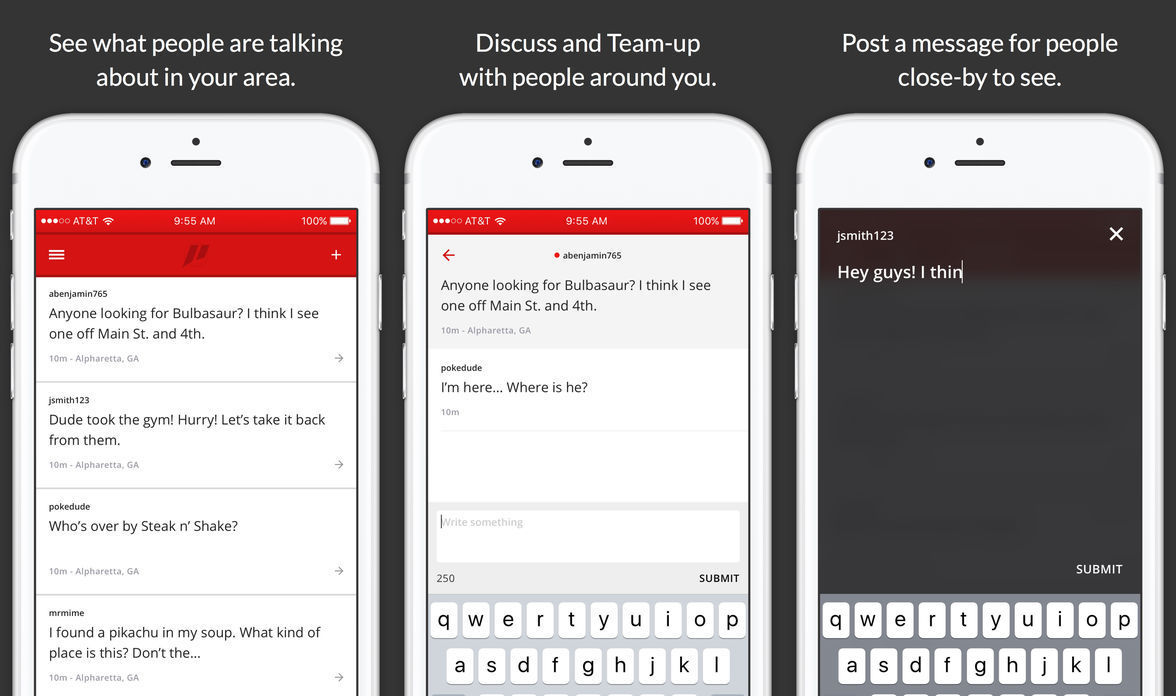 See what people are talking
about in your area.
AT&T 9:55 AM 100%
+
abenjamin765
Anyone looking for Bulbasaur? I think I see
one off Main St. and 4th.
10m - Alpharetta, GA
jsmith123
Dude took the gym! Hurry! Let's take it back
from them.
10m - Alpharetta, GA
pokedude
Who's over by Steak n' Shake?
10m - Alpharetta, GA
mrmime
I found a pikachu in my soup. What kind of
place is this? Don't the...
10m - Alpharetta, GA
Discuss and Team-up
with people around you.
AT&T 9:55 AM 100%
abenjamin765
Anyone looking for Bulbasaur? I think I see
one off Main St. and 4th.
10m - Alpharetta, GA
pokedude
I'm here... Where is he?
10m
Write something
250 SUBMIT
q w e r t y u i o p
a s d f g h j k l
Post a message for people
close-by to see.
jsmith123
Hey guys! I thin
SUBMIT
q w e r t y u i o p
a s d f g h j k l